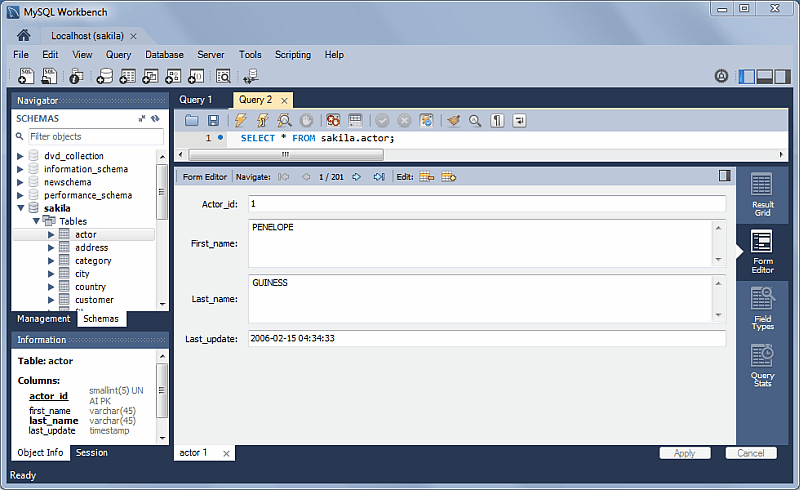 MySQL Workbench
Localhost (sakila)
File Edit View Query Database Server Tools Scripting Help
Navigator
SCHEMAS
Filter objects
dvd_collection
information_schema
newschema
performance_schema
sakila
Tables
actor
address
category
city
country
customer
Management Schemas
Information
Table: actor
Columns:
actor_id smallint(5) UN
AI PK
first_name varchar(45)
last_name varchar(45)
last_update timestamp
Object Info Session
Query 1 Query 2
1 SELECT * FROM sakila.actor;
Form Editor Navigate: 1 / 201 Edit:
Actor_id: 1
First_name: PENELOPE
Last_name: GUINESS
Last_update: 2006-02-15 04:34:33
Result
Grid
Form
Editor
Field
Types
Query
Stats
actor 1
Apply Cancel
Ready